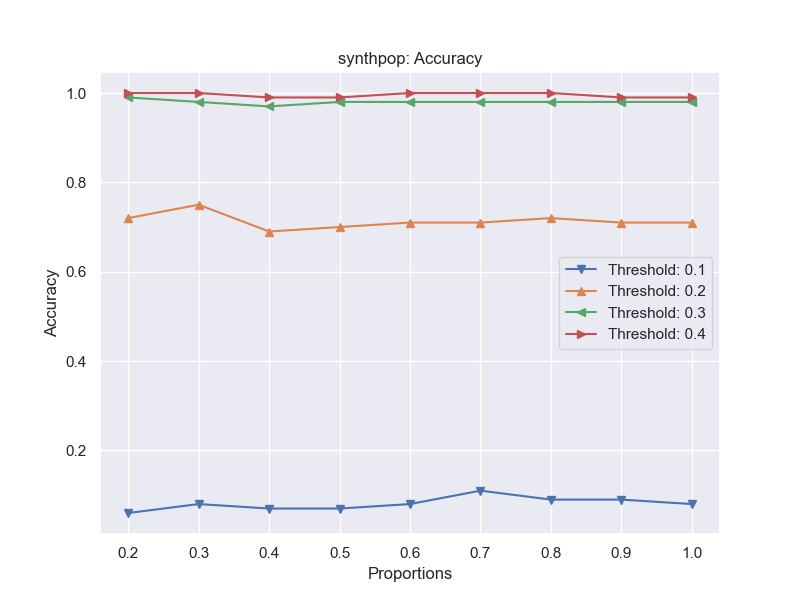 synthpop: Accuracy
Accuracy
1.0
0.8
0.6
0.4
0.2
Threshold: 0.1
Threshold: 0.2
Threshold: 0.3
Threshold: 0.4
0.2 0.3 0.4 0.5 0.6 0.7 0.8 0.9 1.0
Proportions